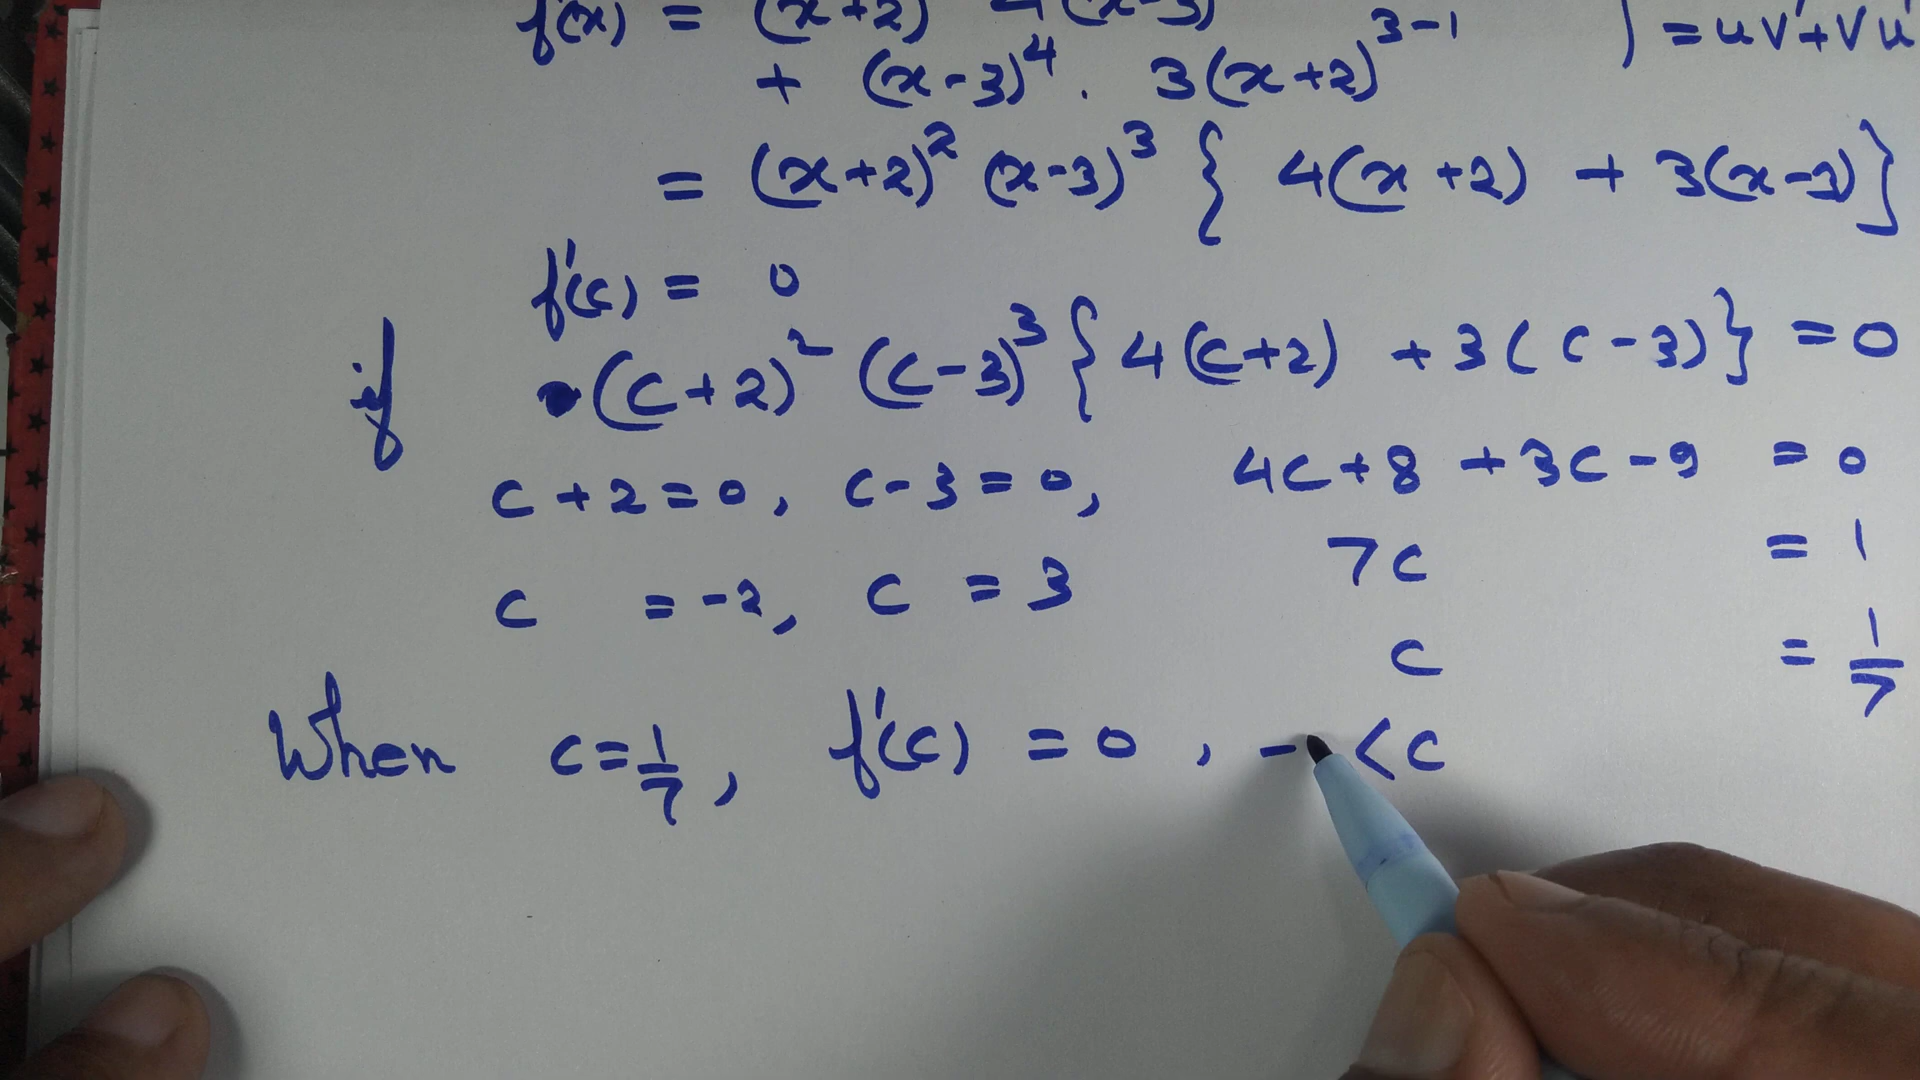 f'(x) = (x+2) 4(x-3) } = uv'+vu'
+ (x-3)⁴ . 3(x+2)³⁻¹
= (x+2)² (x-3)³ { 4(x+2) + 3(x-3)}
f'(c) = 0
if (c+2)² (c-3)³ {4(c+2) +3(c-3)} =0
c+2=0, c-3=0, 4c+8 +3c-9 =0
7c = 1
c =-2, c =3
c = 1/7
When c=1/7, f'(c) =0, - <c